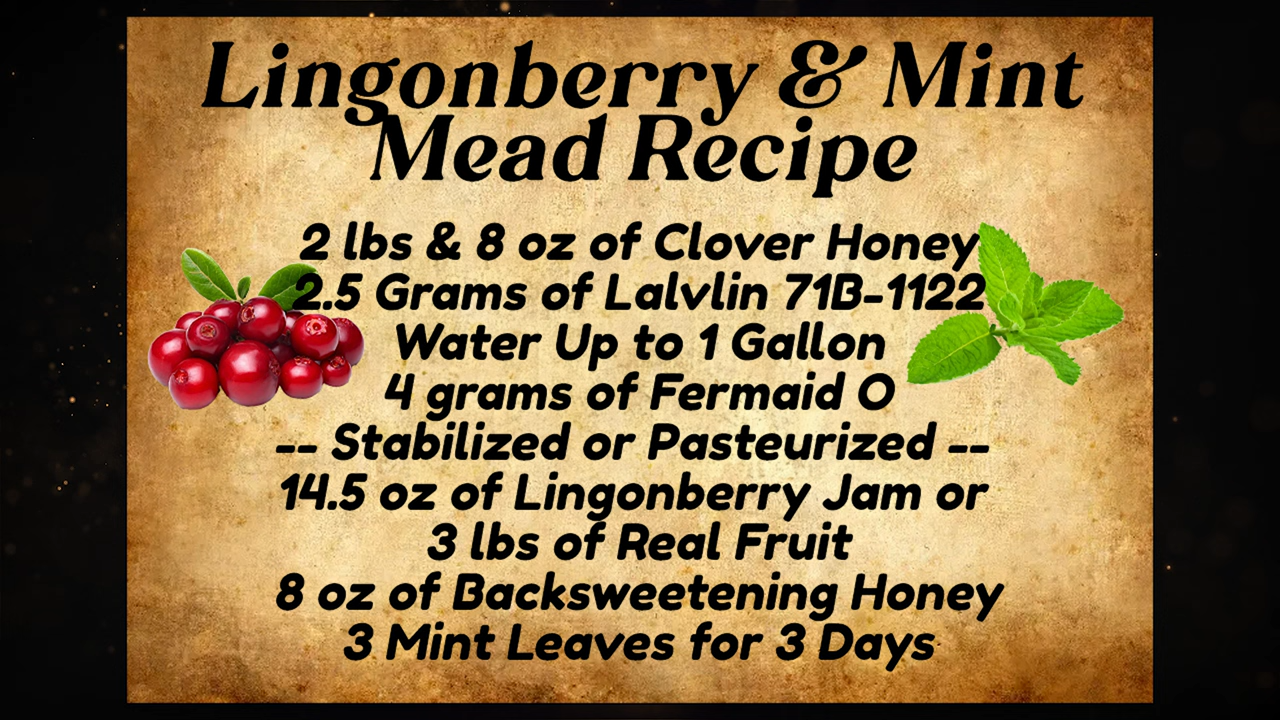 Lingonberry & Mint
Mead Recipe
2 lbs & 8 oz of Clover Honey
2.5 Grams of Lalvlin 71B-1122
Water Up to 1 Gallon
4 grams of Fermaid O
-- Stabilized or Pasteurized --
14.5 oz of Lingonberry Jam or
3 lbs of Real Fruit
8 oz of Backsweetening Honey
3 Mint Leaves for 3 Days